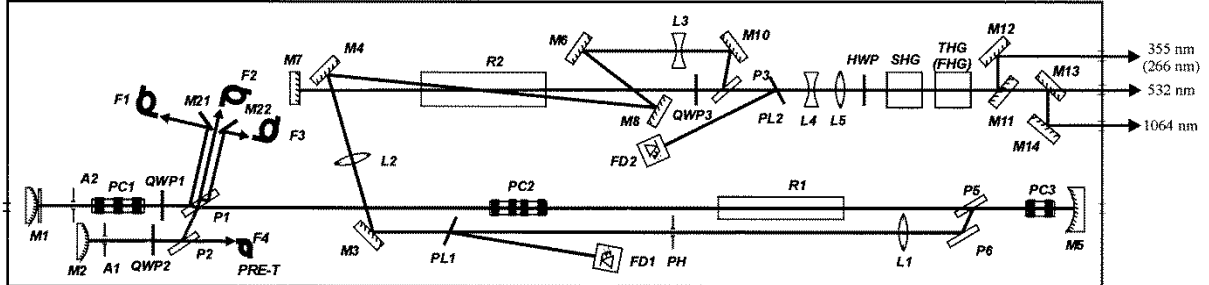 M12
355 nm
(266 nm)
L3
M6
M10
THG
(FHG)
SHG
HWP
M13
532 nm
M7
M4
R2
P3
F2
M21
F1
M22
F3
M8
QWP3
PL2
L4
L5
M11
M14
1064 nm
L2
FD2
A2
PC1
QWP1
PC2
R1
P5
PC3
M1
P1
M2
A1
QWP2
P2
F4
PRE-T
M3
PL1
FD1
PH
L1
P6
M5